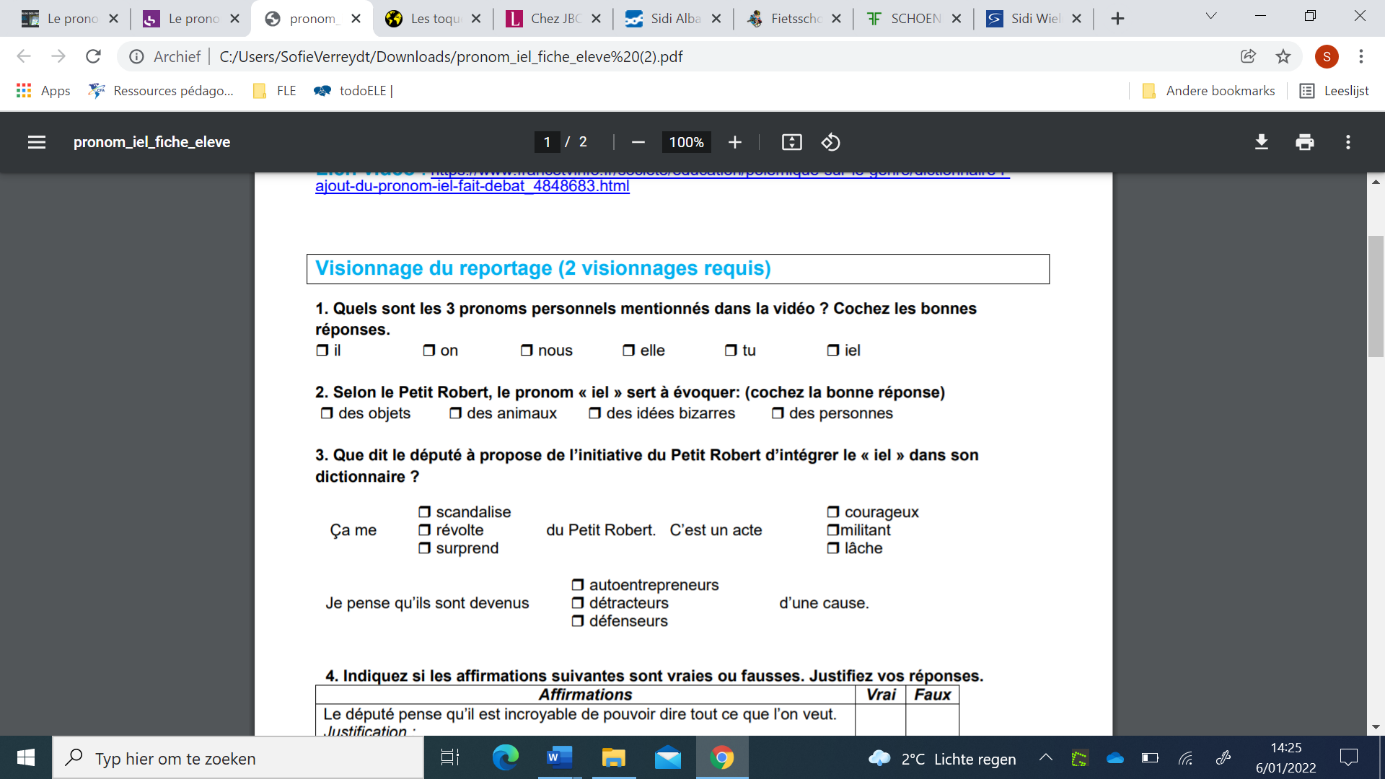 Le prono
Le prono
pronom_
Les toqu
Chez JBC
Sidi Alba
Fietsscho
SCHOEN
Sidi Wiel
Archief | C:/Users/SofieVerreydt/Downloads/pronom_iel_fiche_eleve%20(2).pdf
S
Apps Ressources pédago... FLE todoELE | Andere bookmarks Leeslijst
pronom_iel_fiche_eleve 1 / 2 100%
ajout-du-pronom-iel-fait-debat_4848683.html
Visionnage du reportage (2 visionnages requis)
1. Quels sont les 3 pronoms personnels mentionnés dans la vidéo ? Cochez les bonnes
réponses.
❒ il ❒ on ❒ nous ❒ elle ❒ tu ❒ iel
2. Selon le Petit Robert, le pronom « iel » sert à évoquer: (cochez la bonne réponse)
❒ des objets ❒ des animaux ❒ des idées bizarres ❒ des personnes
3. Que dit le député à propose de l'initiative du Petit Robert d'intégrer le « iel » dans son
dictionnaire ?
❒ scandalise ❒ courageux
Ça me ❒ révolte du Petit Robert. C'est un acte ❒militant
❒ surprend ❒ lâche
❒ autoentrepreneurs
Je pense qu'ils sont devenus ❒ détracteurs d'une cause.
❒ défenseurs
4. Indiquez si les affirmations suivantes sont vraies ou fausses. Justifiez vos réponses.
Affirmations Vrai Faux
Le député pense qu'il est incroyable de pouvoir dire tout ce que l'on veut.
Justification :
Typ hier om te zoeken
2°C Lichte regen
14:25
6/01/2022